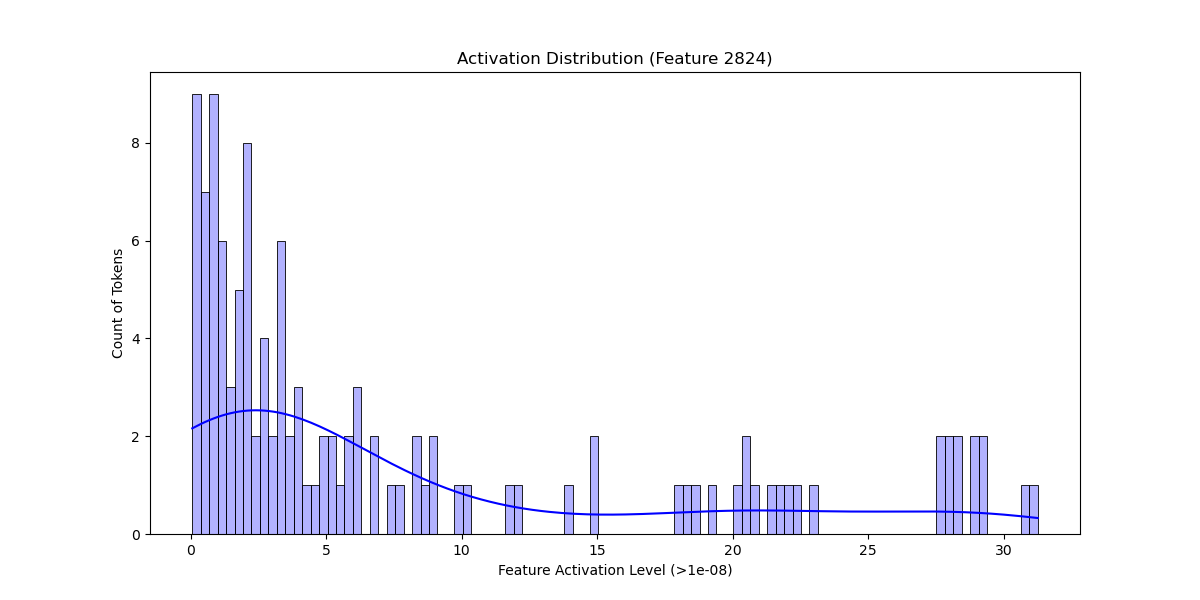 Activation Distribution (Feature 2824)
8
6
4
2
0
Count of Tokens
0 5 10 15 20 25 30
Feature Activation Level (>1e-08)